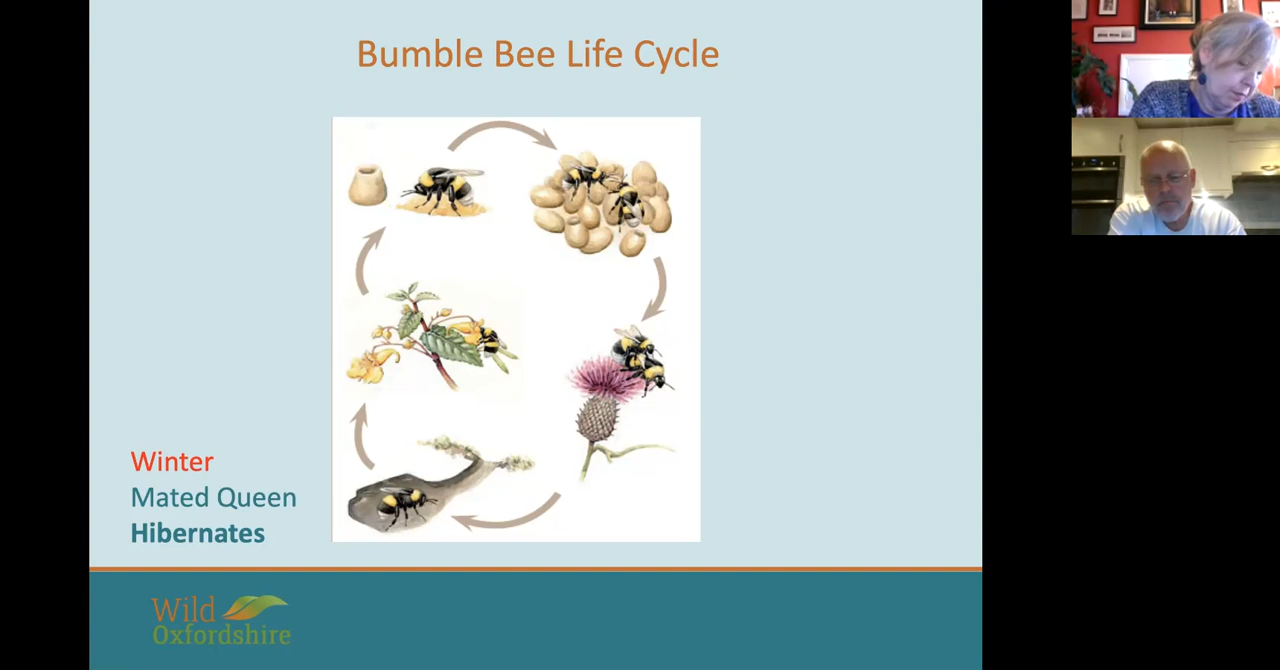 Bumble Bee Life Cycle
Winter
Mated Queen
Hibernates
Wild
Oxfordshire